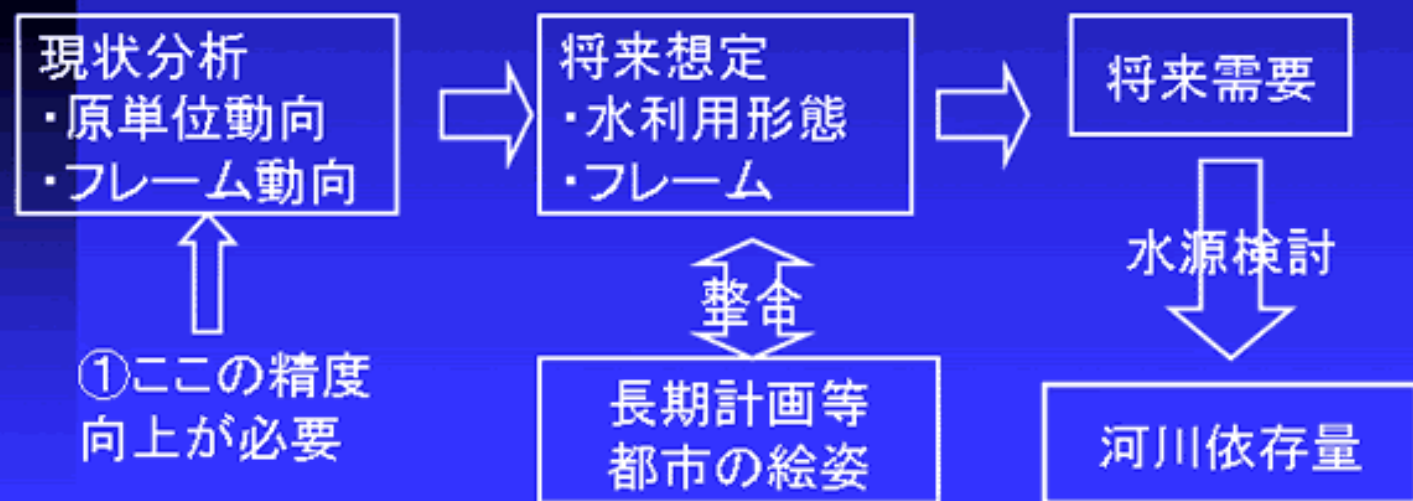 現状分析
・原単位動向
・フレーム動向
将来想定
・水利用形態
・フレーム
将来需要
水源検討
整合
①ここの精度
向上が必要
長期計画等
都市の絵姿
河川依存量